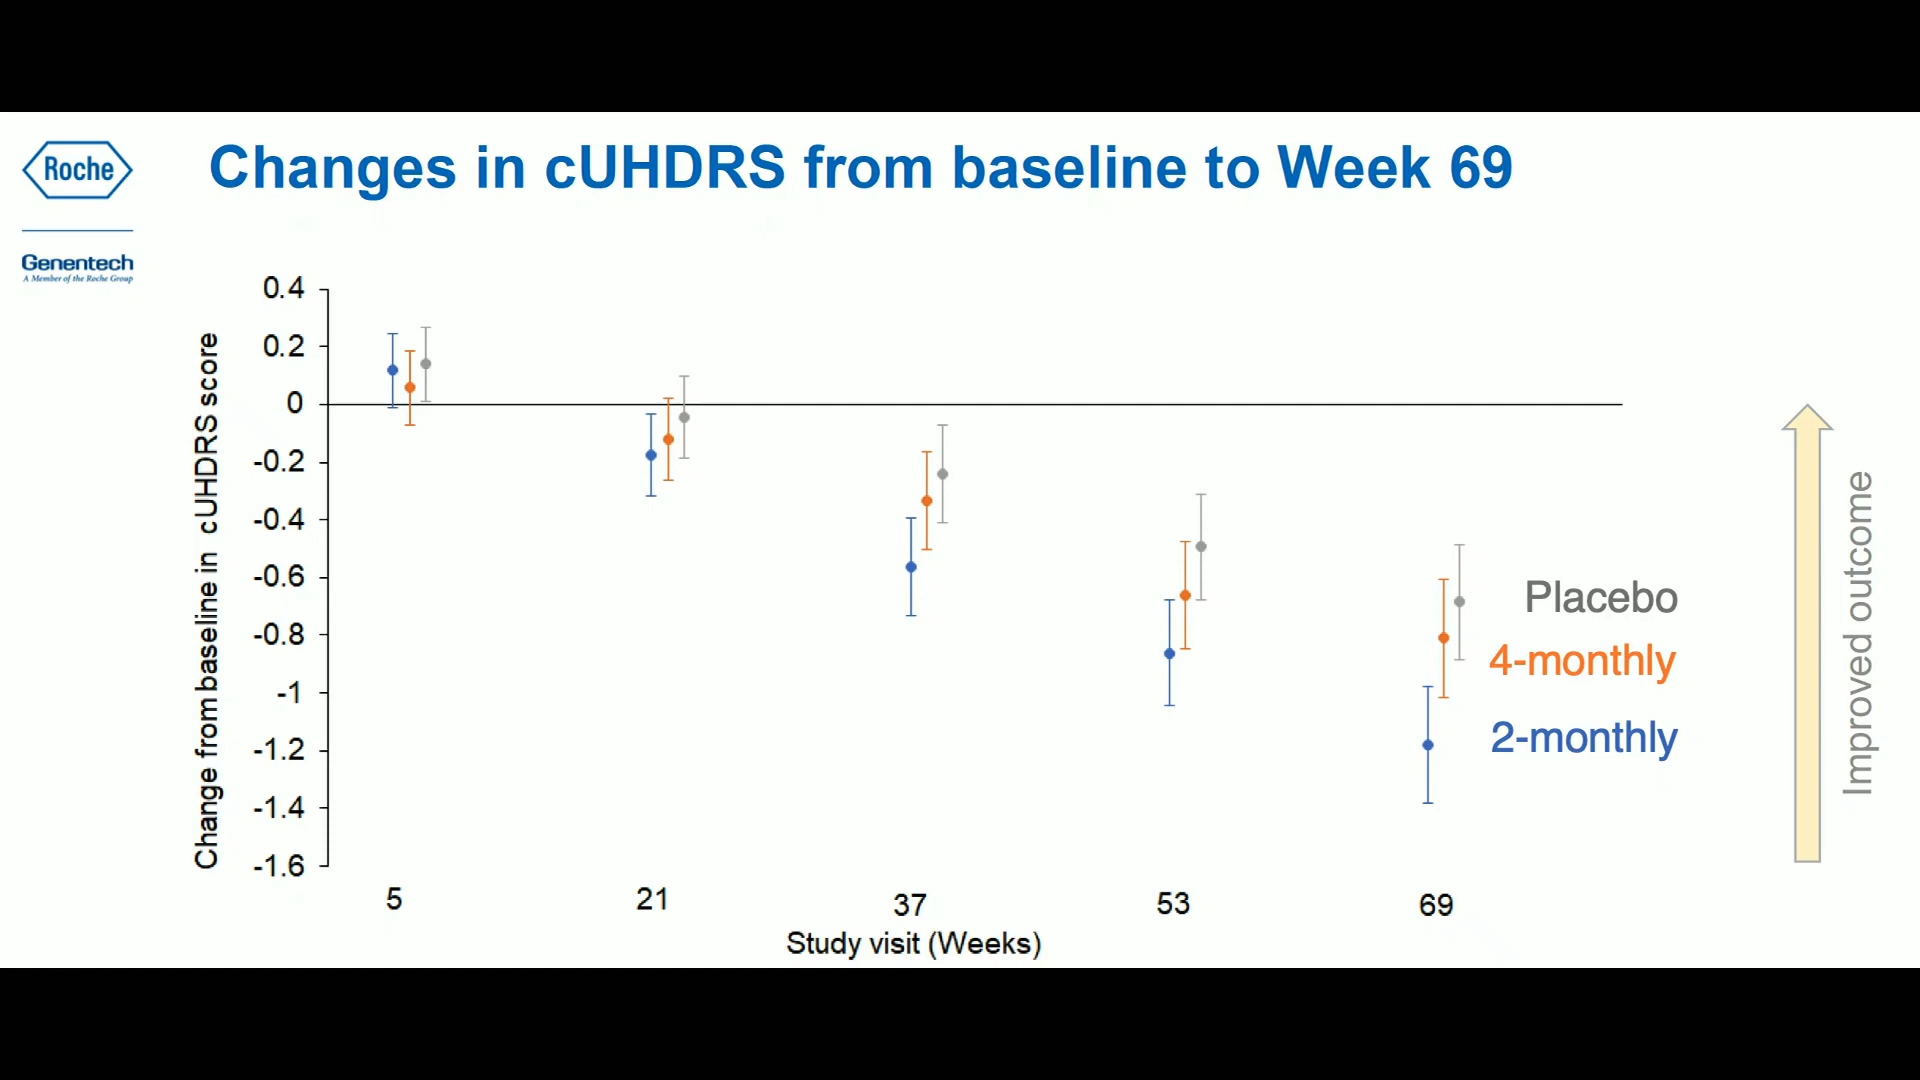 Roche
Changes in cUHDRS from baseline to Week 69
Genentech
A Member of the Roche Group
Change from baseline in cUHDRS score
0.4
0.2
0
-0.2
-0.4
-0.6
-0.8
-1
-1.2
-1.4
-1.6
Placebo
4-monthly
2-monthly
Improved outcome
5
21
37
53
69
Study visit (Weeks)